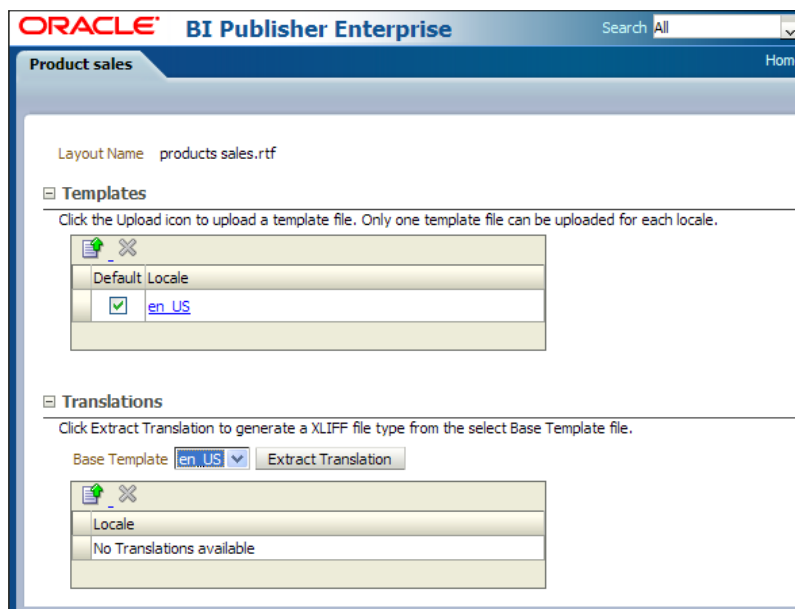 ORACLE BI Publisher Enterprise Search All
Product sales Hom
Layout Name products sales.rtf
Templates
Click the Upload icon to upload a template file. Only one template file can be uploaded for each locale.
Default Locale
en_US
Translations
Click Extract Translation to generate a XLIFF file type from the select Base Template file.
Base Template en_US Extract Translation
Locale
No Translations available